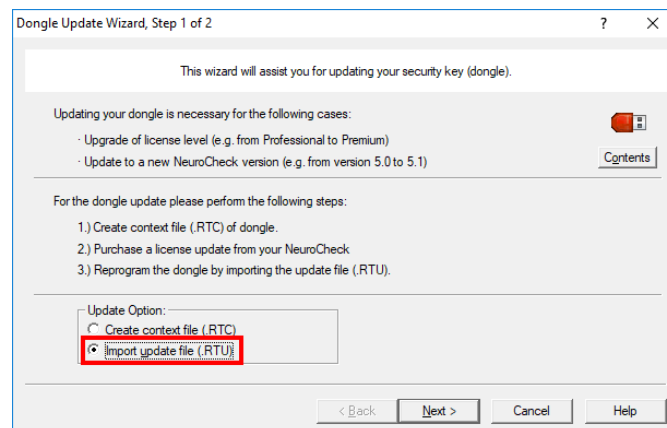 Dongle Update Wizard, Step 1 of 2
This wizard will assist you for updating your security key (dongle).
Updating your dongle is necessary for the following cases:
· Upgrade of license level (e.g. from Professional to Premium)
· Update to a new NeuroCheck version (e.g. from version 5.0 to 5.1)
Contents
For the dongle update please perform the following steps:
1.) Create context file (.RTC) of dongle.
2.) Purchase a license update from your NeuroCheck
3.) Reprogram the dongle by importing the update file (.RTU).
Update Option:
Create context file (.RTC)
Import update file (.RTU)
< Back Next > Cancel Help